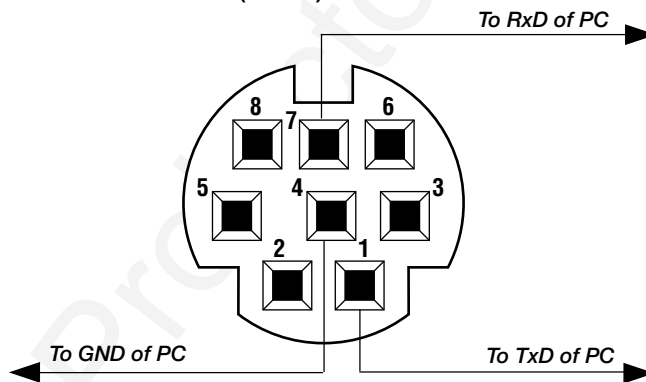 To RxD of PC
8 7 6
5 4 3
2 1
To GND of PC To TxD of PC